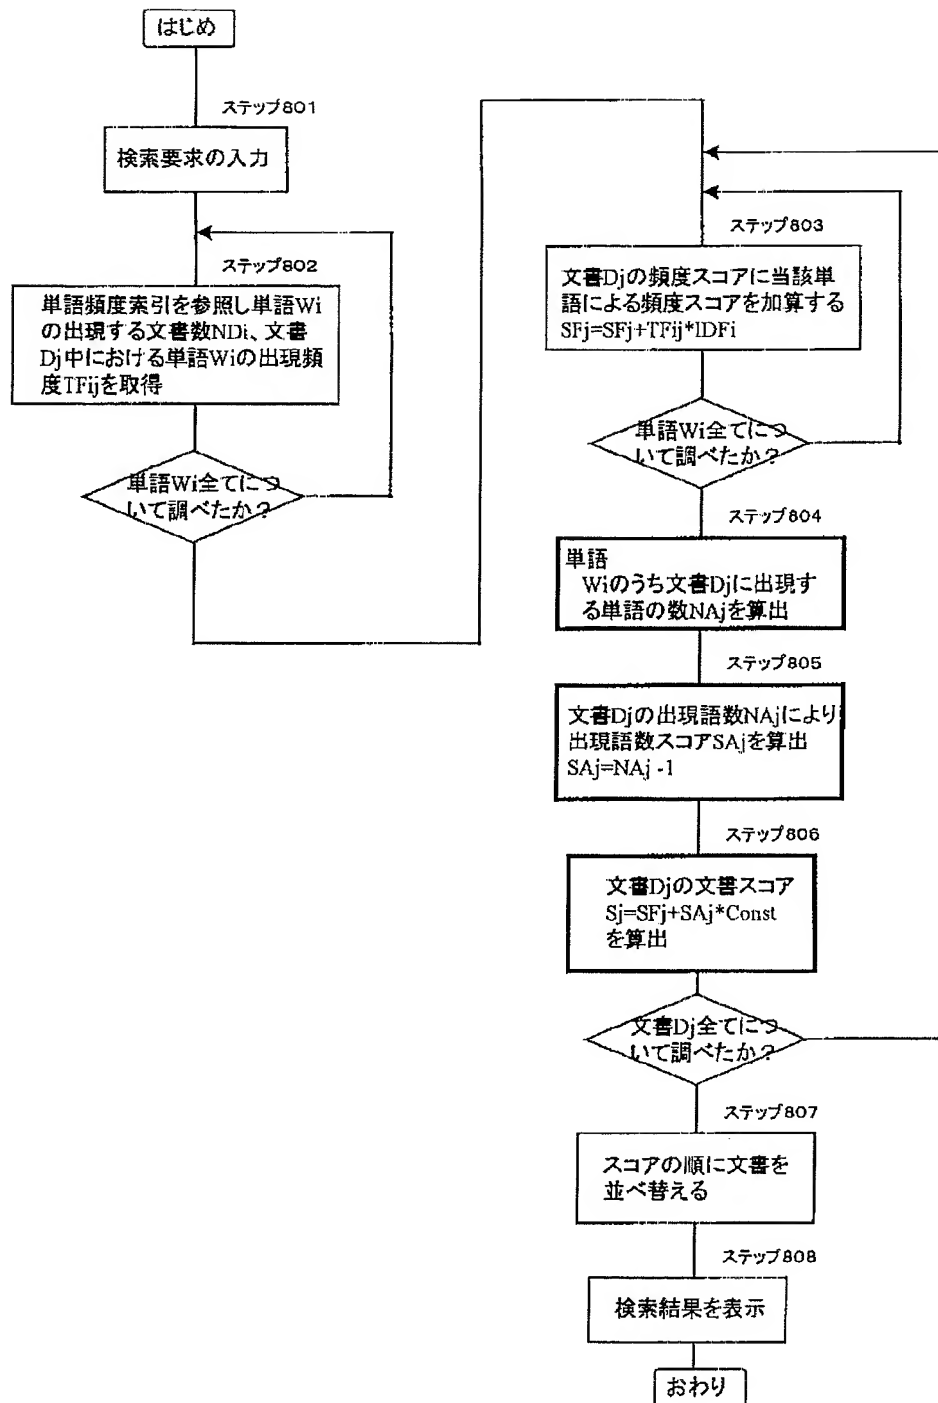 はじめ
ステップ801
検索要求の入力
ステップ802
単語頻度索引を参照し単語Wi
の出現する文書数NDi、文書
Dj中における単語Wiの出現頻
度TFijを取得
単語Wi全てにつ
いて調べたか?
ステップ803
文書Djの頻度スコアに当該単
語による頻度スコアを加算する
SFj=SFj+TFij*IDFi
単語Wi全てにつ
いて調べたか?
ステップ804
単語
Wiのうち文書Djに出現す
る単語の数NAjを算出
ステップ805
文書Djの出現語数NAjにより
出現語数スコアSAjを算出
SAj=NAj -1
ステップ806
文書Djの文書スコア
Sj=SFj+SAj*Const
を算出
文書Dj全てにつ
いて調べたか?
ステップ807
スコアの順に文書を
並べ替える
ステップ808
検索結果を表示
おわり